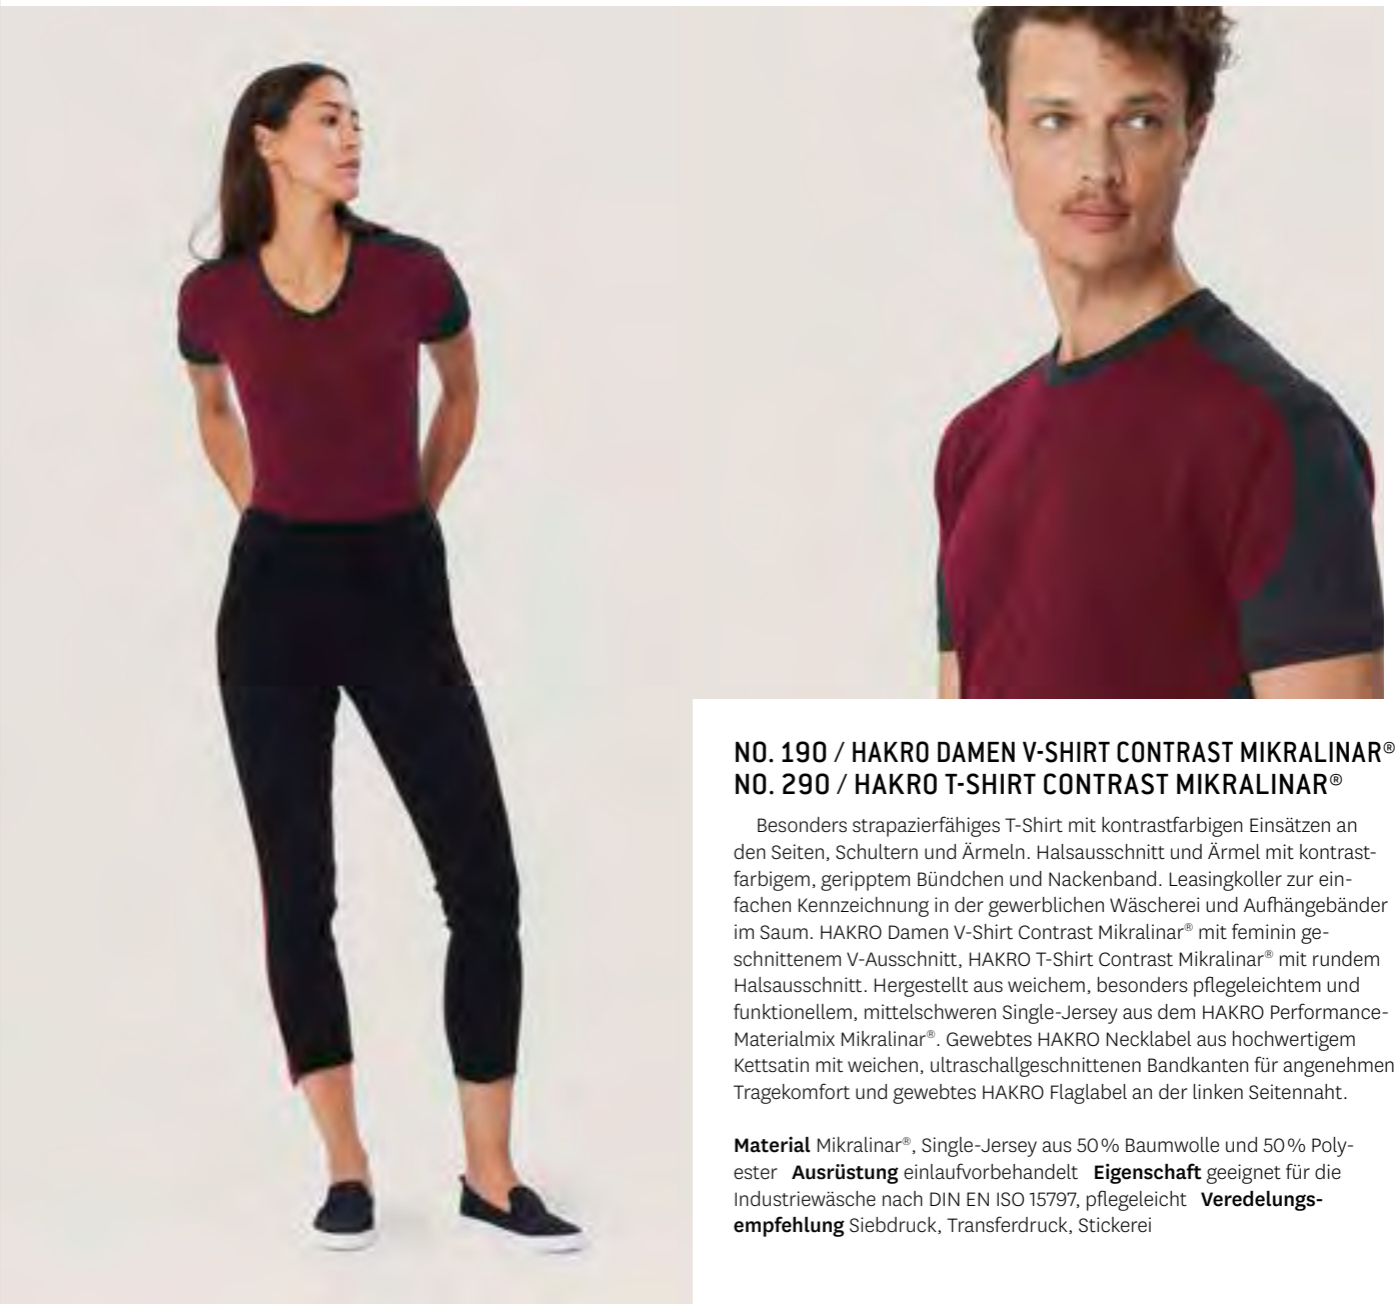 NO. 190 / HAKRO DAMEN V-SHIRT CONTRAST MIKRALINAR®
NO. 290 / HAKRO T-SHIRT CONTRAST MIKRALINAR®
Besonders strapazierfähiges T-Shirt mit kontrastfarbigen Einsätzen an
den Seiten, Schultern und Ärmeln. Halsausschnitt und Ärmel mit kontrast-
farbigem, geripptem Bündchen und Nackenband. Leasingkoller zur ein-
fachen Kennzeichnung in der gewerblichen Wäscherei und Aufhängebänder
im Saum. HAKRO Damen V-Shirt Contrast Mikralinar® mit feminin ge-
schnittenem V-Ausschnitt, HAKRO T-Shirt Contrast Mikralinar® mit rundem
Halsausschnitt. Hergestellt aus weichem, besonders pflegeleichtem und
funktionellem, mittelschweren Single-Jersey aus dem HAKRO Performance-
Materialmix Mikralinar®. Gewebtes HAKRO Necklabel aus hochwertigem
Kettsatin mit weichen, ultraschallgeschnittenen Bandkanten für angenehmen
Tragekomfort und gewebtes HAKRO Flaglabel an der linken Seitennaht.
Material Mikralinar®, Single-Jersey aus 50% Baumwolle und 50% Poly-
ester Ausrüstung einlaufvorbehandelt Eigenschaft geeignet für die
Industriewäsche nach DIN EN ISO 15797, pflegeleicht Veredelungs-
empfehlung Siebdruck, Transferdruck, Stickerei